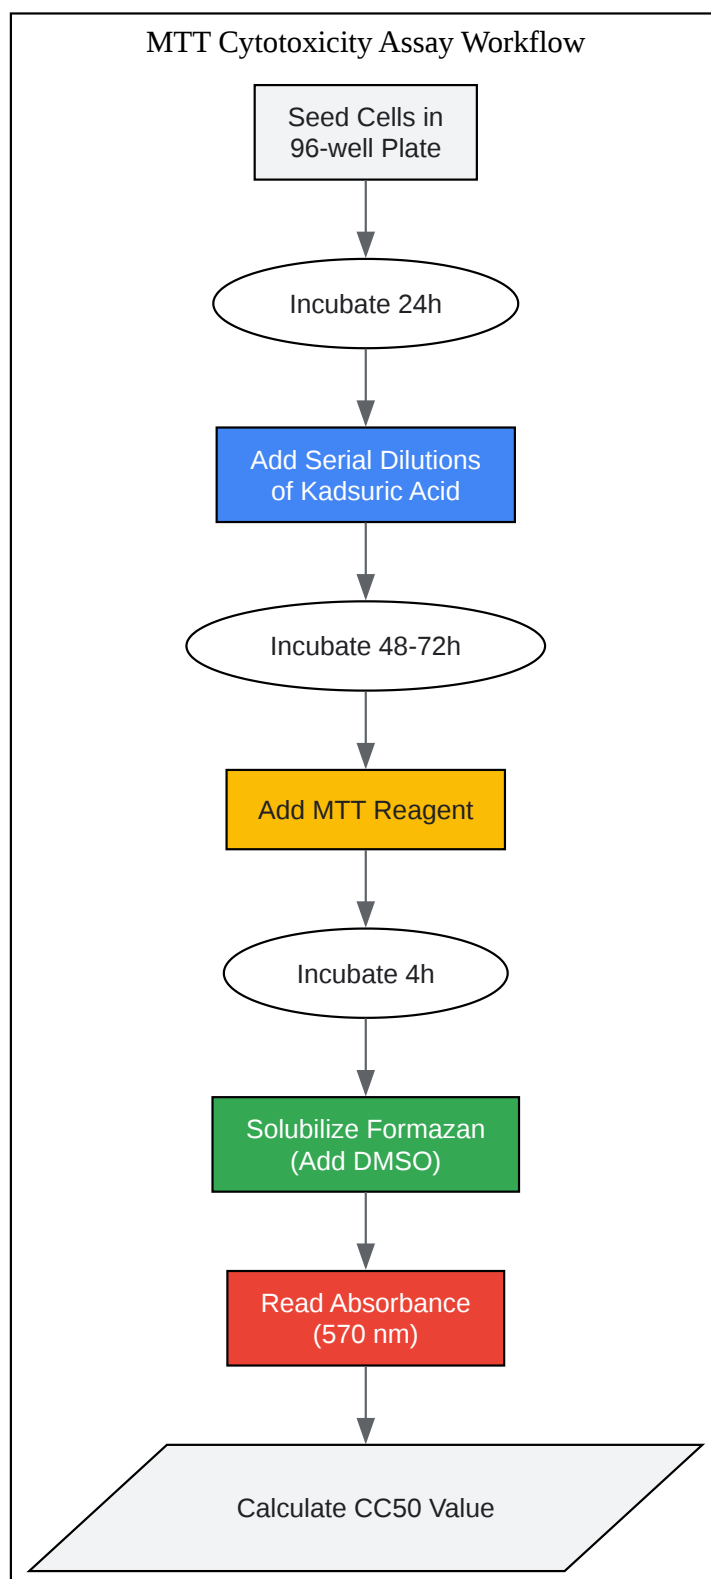 MTT Cytotoxicity Assay Workflow
Seed Cells in
96-well Plate
Incubate 24h
Add Serial Dilutions
of Kadsuric Acid
Incubate 48-72h
Add MTT Reagent
Incubate 4h
Solubilize Formazan
(Add DMSO)
Read Absorbance
(570 nm)
Calculate CC50 Value